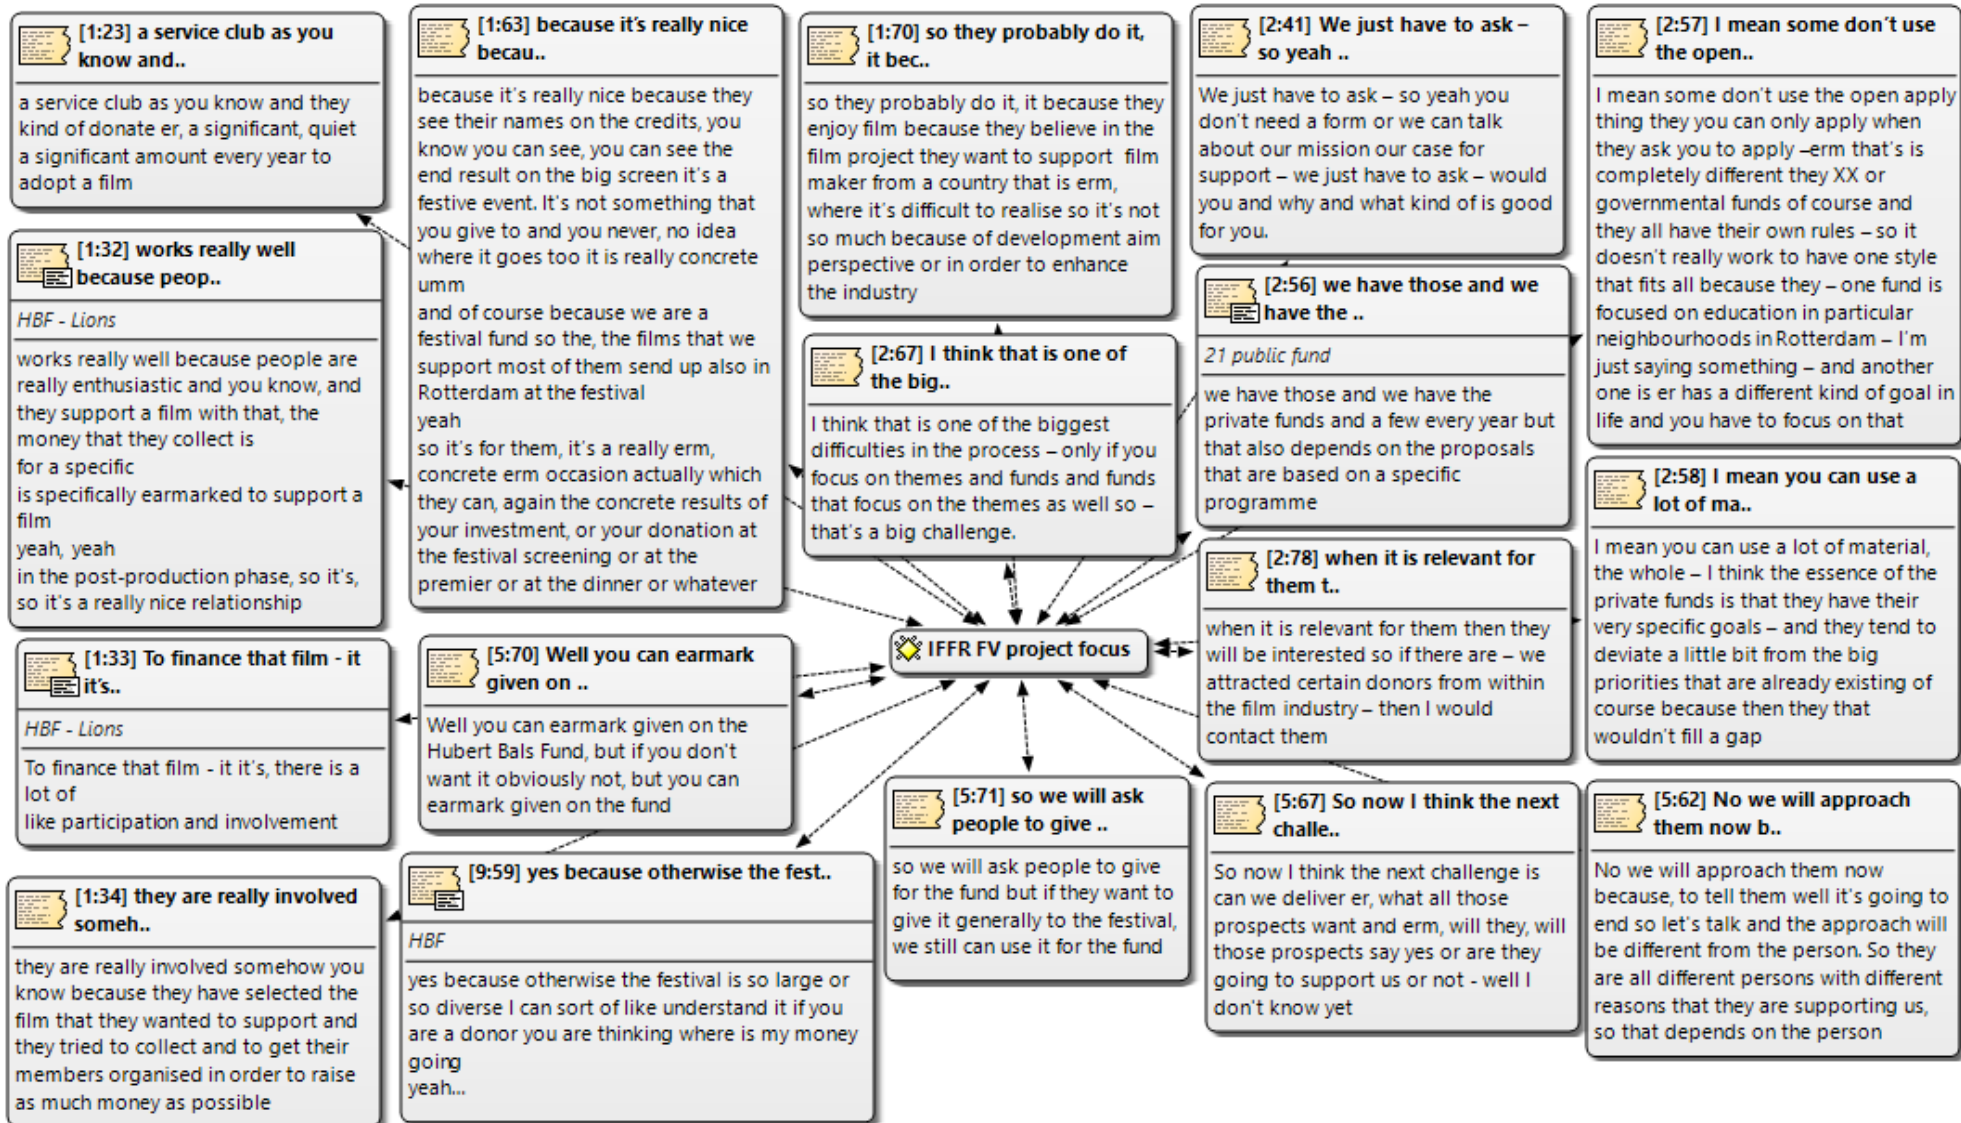 [1:23] a service club as you
know and..
a service club as you know and they
kind of donate er, a significant, quiet
a significant amount every year to
adopt a film
[1:32] works really well
because peop..
HBF - Lions
works really well because people are
really enthusiastic and you know, and
they support a film with that, the
money that they collect is
for a specific
is specifically earmarked to support a
film
yeah, yeah
in the post-production phase, so it's,
so it's a really nice relationship
[1:33] To finance that film - it
it's..
HBF - Lions
To finance that film - it it's, there is a
lot of
like participation and involvement
[1:34] they are really involved
someh..
they are really involved somehow you
know because they have selected the
film that they wanted to support and
they tried to collect and to get their
members organised in order to raise
as much money as possible
[1:63] because it's really nice
becau..
because it's really nice because they
see their names on the credits, you
know you can see, you can see the
end result on the big screen it's a
festive event. It's not something that
you give to and you never, no idea
where it goes too it is really concrete
umm
and of course because we are a
festival fund so the, the films that we
support most of them send up also in
Rotterdam at the festival
yeah
so it's for them, it's a really erm,
concrete erm occasion actually which
they can, again the concrete results of
your investment, or your donation at
the festival screening or at the
premier or at the dinner or whatever
[5:70] Well you can earmark
given on ..
Well you can earmark given on the
Hubert Bals Fund, but if you don't
want it obviously not, but you can
earmark given on the fund
[9:59] yes because otherwise the fest..
HBF
yes because otherwise the festival is so large or
so diverse I can sort of like understand it if you
are a donor you are thinking where is my money
going
yeah...
[1:70] so they probably do it,
it bec..
so they probably do it, it because they
enjoy film because they believe in the
film project they want to support film
maker from a country that is erm,
where it's difficult to realise so it's not
so much because of development aim
perspective or in order to enhance
the industry
[2:67] I think that is one of
the big..
I think that is one of the biggest
difficulties in the process – only if you
focus on themes and funds and funds
that focus on the themes as well so –
that's a big challenge.
IFFR FV project focus
[5:71] so we will ask
people to give ..
so we will ask people to give
for the fund but if they want to
give it generally to the festival,
we still can use it for the fund
[2:41] We just have to ask –
so yeah ..
We just have to ask – so yeah you
don't need a form or we can talk
about our mission our case for
support – we just have to ask – would
you and why and what kind of is good
for you.
[2:56] we have those and we
have the ..
21 public fund
we have those and we have the
private funds and a few every year but
that also depends on the proposals
that are based on a specific
programme
[2:78] when it is relevant for
them t..
when it is relevant for them then they
will be interested so if there are – we
attracted certain donors from within
the film industry – then I would
contact them
[5:67] So now I think the next
challe..
So now I think the next challenge is
can we deliver er, what all those
prospects want and erm, will they, will
those prospects say yes or are they
going to support us or not - well I
don't know yet
[2:57] I mean some don't use
the open..
I mean some don't use the open apply
thing they you can only apply when
they ask you to apply –erm that's is
completely different they XX or
governmental funds of course and
they all have their own rules – so it
doesn't really work to have one style
that fits all because they – one fund is
focused on education in particular
neighbourhoods in Rotterdam – I'm
just saying something – and another
one is er has a different kind of goal in
life and you have to focus on that
[2:58] I mean you can use a
lot of ma..
I mean you can use a lot of material,
the whole – I think the essence of the
private funds is that they have their
very specific goals – and they tend to
deviate a little bit from the big
priorities that are already existing of
course because then they that
wouldn't fill a gap
[5:62] No we will approach
them now b..
No we will approach them now
because, to tell them well it's going to
end so let's talk and the approach will
be different from the person. So they
are all different persons with different
reasons that they are supporting us,
so that depends on the person